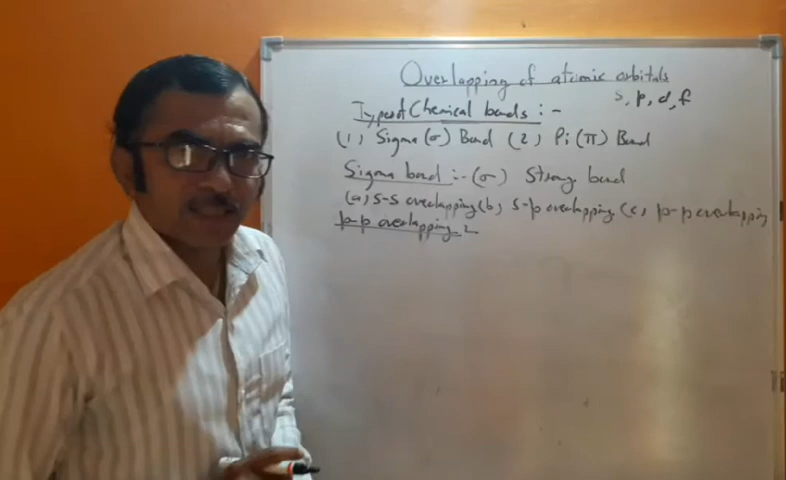 Overlapping of atomic orbitals
s, p, d, f
Types of Chemical bonds :-
(1) Sigma (σ) Bond (2) Pi (π) Bond
Sigma bond :- (σ) Strong bond
(a) s-s overlapping (b) s-p overlapping (c) p-p overlapping
p-p overlapping